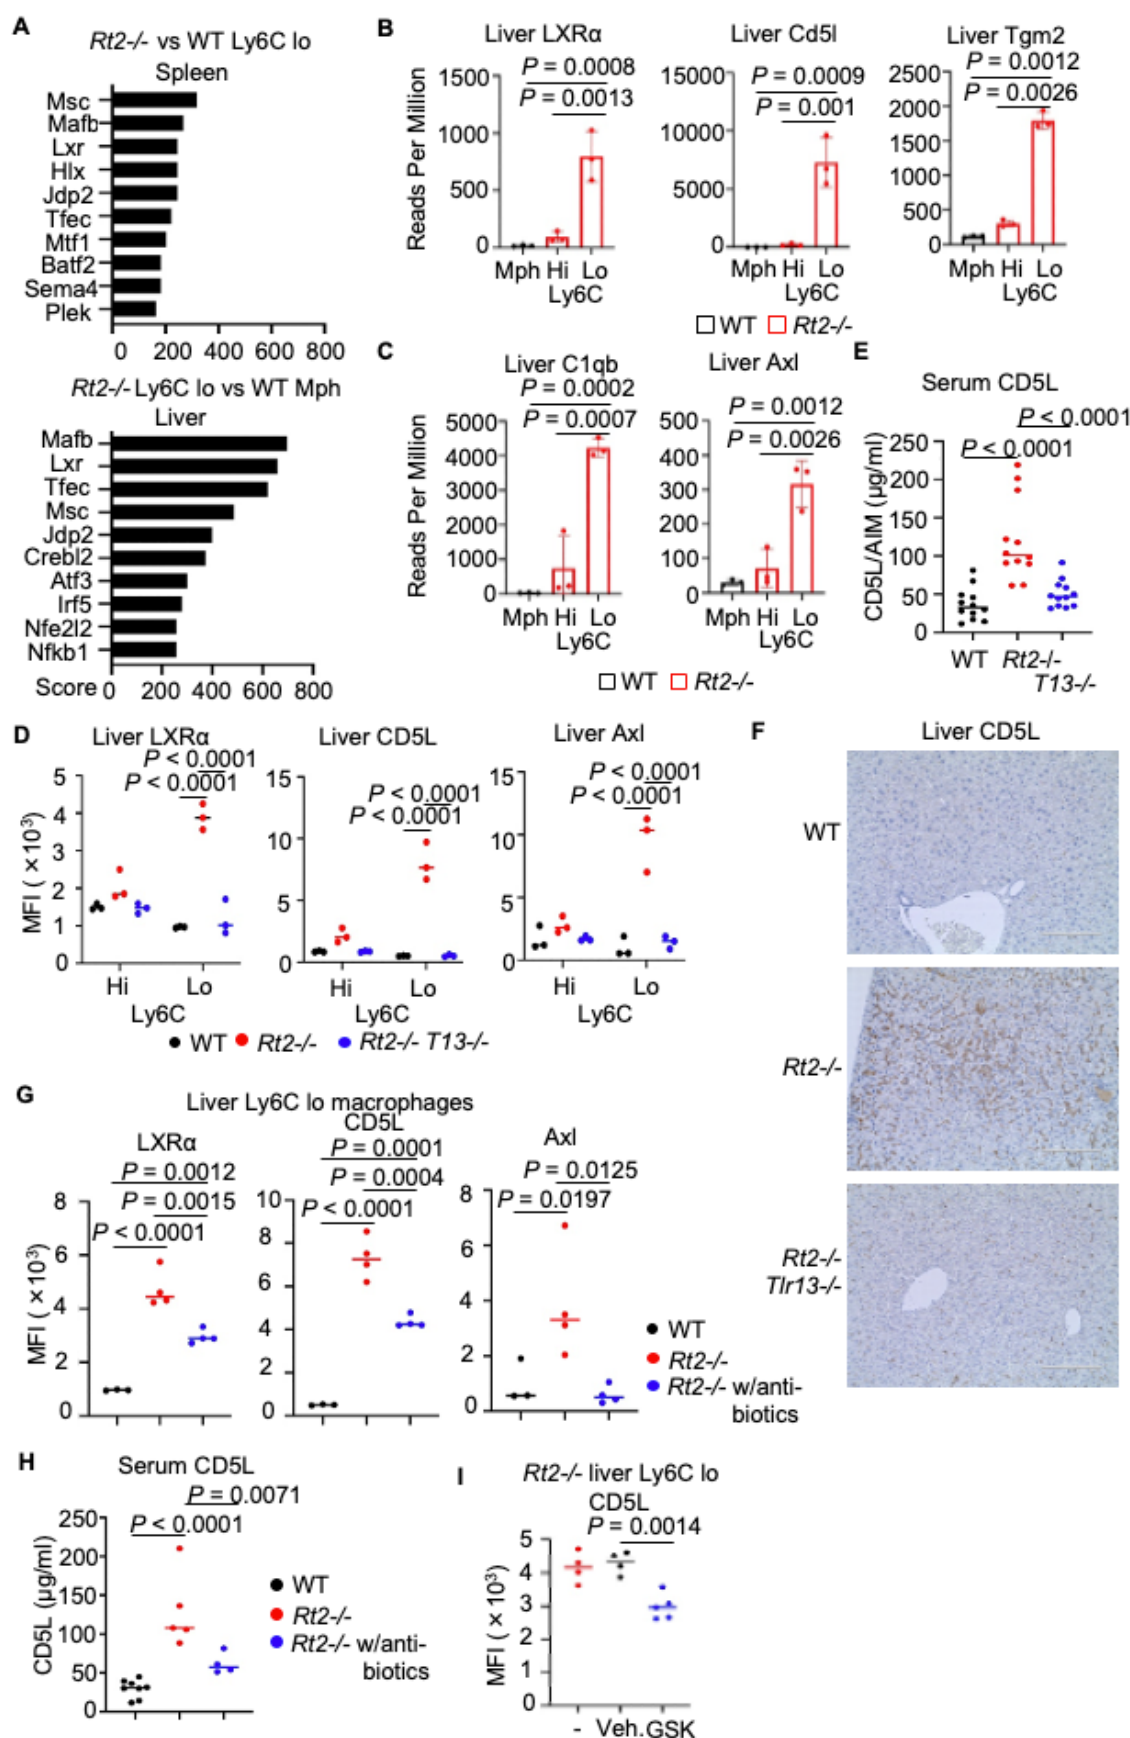 A
Rt2-/- vs WT Ly6C lo
Spleen
Msc
Mafb
Lxr
Hlx
Jdp2
Tfec
Mtf1
Batf2
Sema4
Plek
0 200 400 600 800
Rt2-/- Ly6C lo vs WT Mph
Liver
Mafb
Lxr
Tfec
Msc
Jdp2
Crebl2
Atf3
Irf5
Nfe2l2
Nfkb1
Score 0 200 400 600 800
B
Liver LXRα
P = 0.0008
P = 0.0013
Reads Per Million
1500
1000
500
0
Mph Hi Lo
Ly6C
Liver Cd5l
P = 0.0009
P = 0.001
15000
10000
5000
0
Mph Hi Lo
Ly6C
Liver Tgm2
P = 0.0012
P = 0.0026
2500
2000
1500
1000
500
0
Mph Hi Lo
Ly6C
WT Rt2-/-
C
Liver C1qb
P = 0.0002
P = 0.0007
Reads Per Million
5000
4000
3000
2000
1000
0
Mph Hi Lo
Ly6C
Liver Axl
P = 0.0012
P = 0.0026
500
400
300
200
100
0
Mph Hi Lo
Ly6C
WT Rt2-/-
E
Serum CD5L
P < 0.0001
P < 0.0001
CD5L/AIM (μg/ml)
250
200
150
100
50
0
WT Rt2-/-
T13-/-
D
Liver LXRα
P < 0.0001
P < 0.0001
MFI ( ×10³)
5
4
3
2
1
0
Hi Lo
Ly6C
Liver CD5L
P < 0.0001
P < 0.0001
15
10
5
0
Hi Lo
Ly6C
Liver Axl
P < 0.0001
P < 0.0001
15
10
5
0
Hi Lo
Ly6C
WT Rt2-/- Rt2-/- T13-/-
F
Liver CD5L
WT
Rt2-/-
Rt2-/-
Tlr13-/-
G
Liver Ly6C lo macrophages
LXRα
P = 0.0012
P = 0.0015
P < 0.0001
MFI ( ×10³)
8
6
4
2
0
CD5L
P = 0.0001
P = 0.0004
P < 0.0001
10
8
6
4
2
0
Axl
P = 0.0125
P = 0.0197
8
6
4
2
0
WT
Rt2-/-
Rt2-/- w/anti-
biotics
H
Serum CD5L
P = 0.0071
P < 0.0001
CD5L (μg/ml)
250
200
150
100
50
0
WT
Rt2-/-
Rt2-/- w/anti-
biotics
I
Rt2-/- liver Ly6C lo
CD5L
P = 0.0014
MFI ( ×10³)
5
4
3
2
1
0
- Veh. GSK